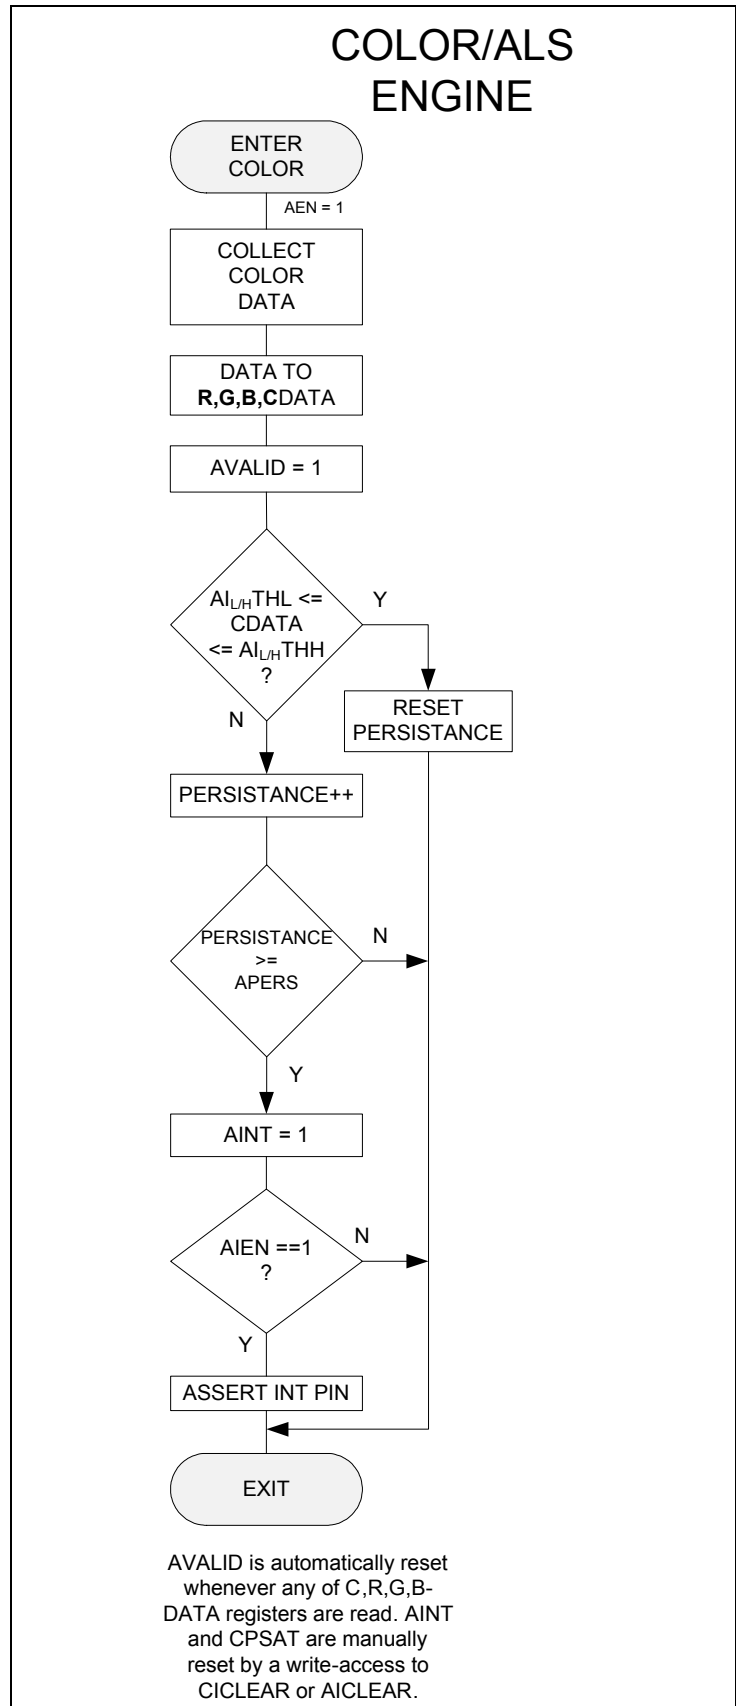 COLOR/ALS
ENGINE
ENTER
COLOR
AEN = 1
COLLECT
COLOR
DATA
DATA TO
R,G,B,CDATA
AVALID = 1
AIL/HTHL <=
CDATA
<= AIL/HTHH
?
Y
N
RESET
PERSISTANCE
PERSISTANCE++
PERSISTANCE
>=
APERS
N
Y
AINT = 1
AIEN ==1
?
N
Y
ASSERT INT PIN
EXIT
AVALID is automatically reset
whenever any of C,R,G,B-
DATA registers are read. AINT
and CPSAT are manually
reset by a write-access to
CICLEAR or AICLEAR.